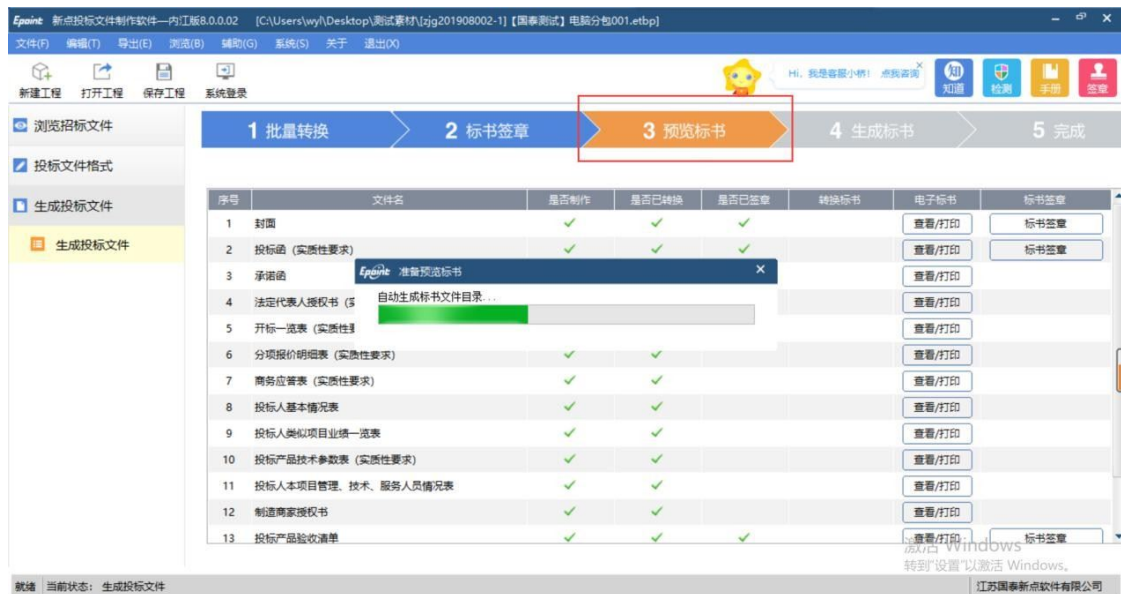 Epoint 新点投标文件制作软件—内江版8.0.0.02 [C:\Users\wyl\Desktop\测试素材\[zjg201908002-1]【国泰测试】电脑分包001.etbp]
文件(F) 编辑(T) 导出(E) 浏览(B) 辅助(G) 系统(S) 关于 退出(X)
新建工程 打开工程 保存工程 系统登录
Hi, 我是客服小桥! 点我咨询
知道 检测 手册 签章
浏览招标文件
投标文件格式
生成投标文件
生成投标文件
1 批量转换 2 标书签章 3 预览标书 4 生成标书 5 完成
序号 文件名 是否制作 是否已转换 是否已签章 转换标书 电子标书 标书签章
1 封面 查看/打印 标书签章
2 投标函(实质性要求) 查看/打印 标书签章
3 承诺函 查看/打印
4 法定代表人授权书(实 查看/打印
5 开标一览表(实质性要 查看/打印
6 分项报价明细表(实质性要求) 查看/打印
7 商务应答表(实质性要求) 查看/打印
8 投标人基本情况表 查看/打印
9 投标人类似项目业绩一览表 查看/打印
10 投标产品技术参数表(实质性要求) 查看/打印
11 投标人本项目管理、技术、服务人员情况表 查看/打印
12 制造商家授权书 查看/打印
13 投标产品验收清单 查看/打印 标书签章
Epoint 准备预览标书
自动生成标书文件目录...
激活 Windows
转到"设置"以激活 Windows。
就绪 当前状态: 生成投标文件 江苏国泰新点软件有限公司